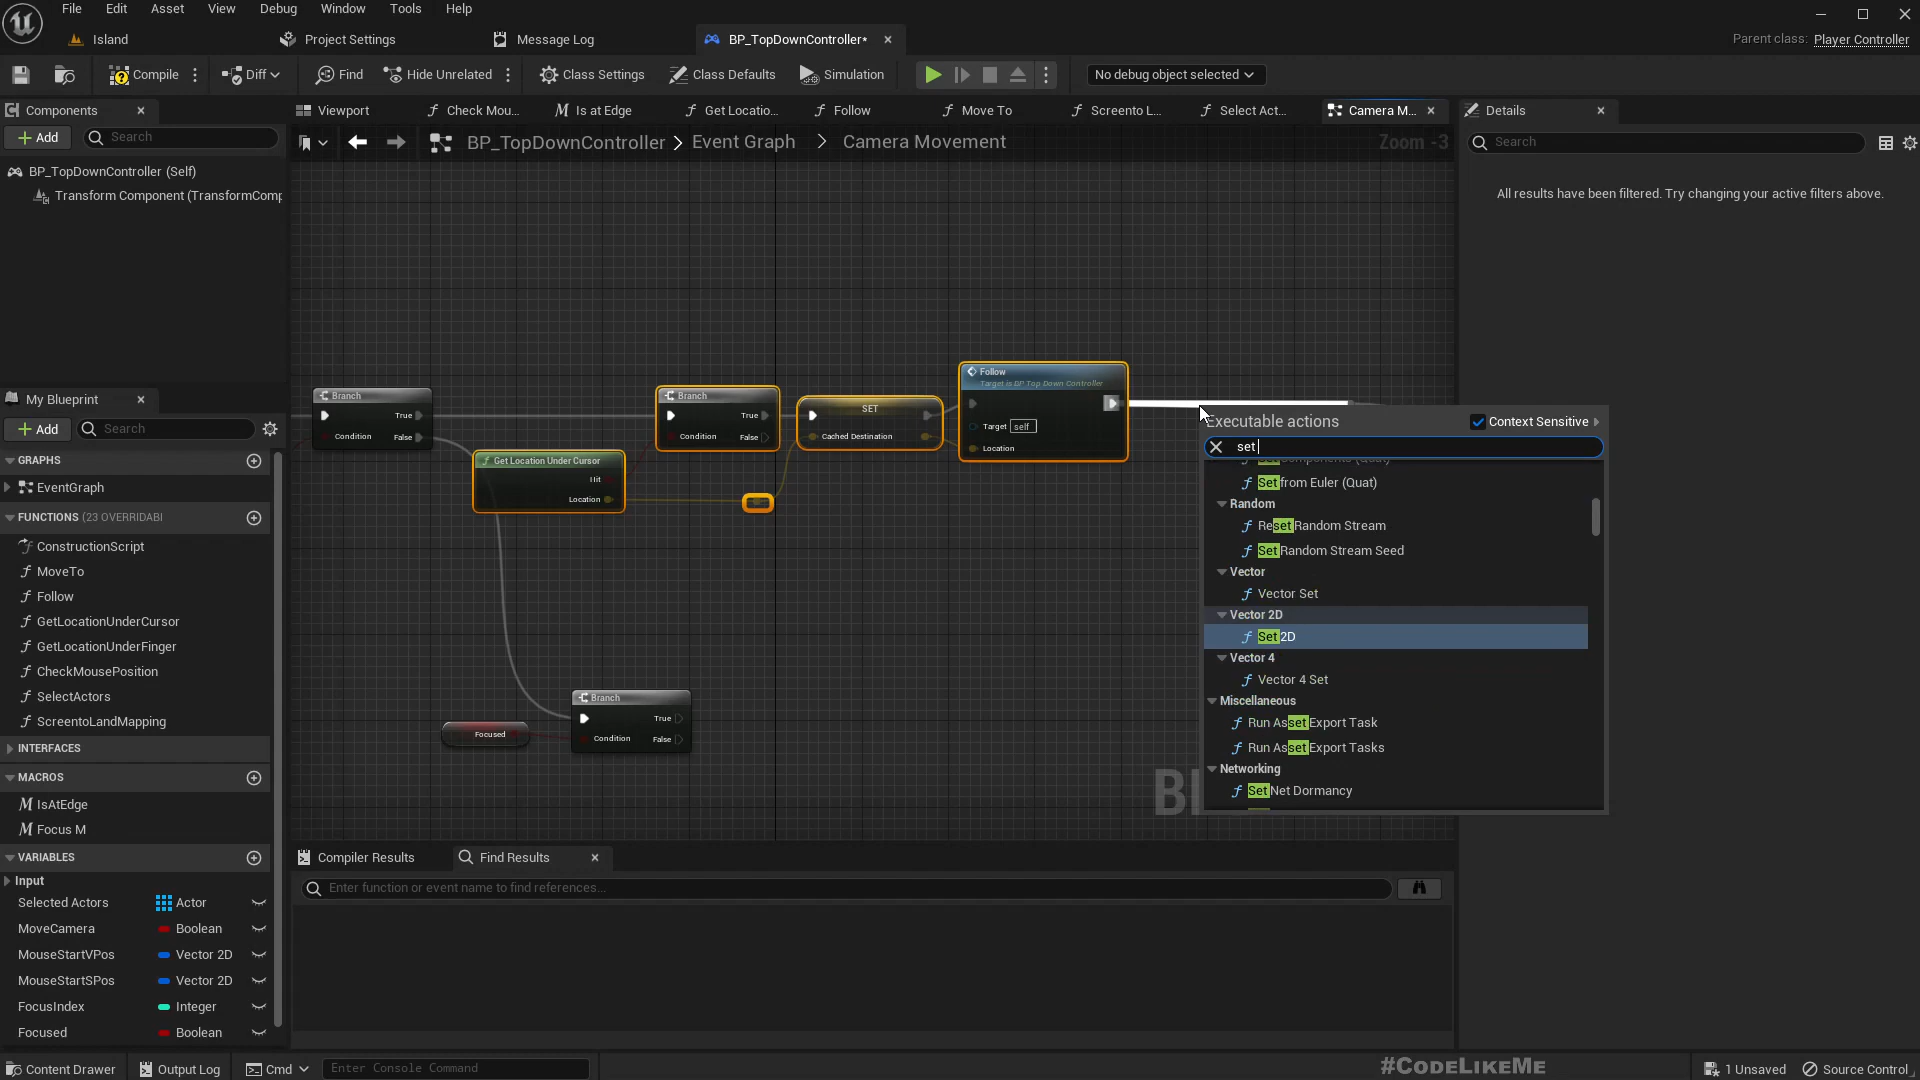 File Edit Asset View Debug Window Tools Help
Island
Project Settings
Message Log
BP_TopDownController*
Parent class: Player Controller
Compile
Diff
Find
Hide Unrelated
Class Settings
Class Defaults
Simulation
No debug object selected
Components
Add
Search
BP_TopDownController (Self)
Transform Component (TransformComp
Viewport
Check Mou...
Is at Edge
Get Locatio...
Follow
Move To
Screento L...
Select Act...
Camera M...
BP_TopDownController > Event Graph > Camera Movement
Zoom -3
Details
Search
All results have been filtered. Try changing your active filters above.
Branch
True
Condition
False
Get Location Under Cursor
Hit
Location
Branch
True
Condition
False
SET
Cached Destination
Follow
Target is BP Top Down Controller
Target self
Location
Focused
Branch
True
Condition
False
Executable actions
Context Sensitive
set
Set from Euler (Quat)
Random
Reset Random Stream
Set Random Stream Seed
Vector
Vector Set
Vector 2D
Set 2D
Vector 4
Vector 4 Set
Miscellaneous
Run Asset Export Task
Run Asset Export Tasks
Networking
Set Net Dormancy
My Blueprint
Add
Search
GRAPHS
EventGraph
FUNCTIONS (23 OVERRIDABL
ConstructionScript
MoveTo
Follow
GetLocationUnderCursor
GetLocationUnderFinger
CheckMousePosition
SelectActors
ScreentoLandMapping
INTERFACES
MACROS
IsAtEdge
Focus M
VARIABLES
Input
Selected Actors Actor
MoveCamera Boolean
MouseStartVPos Vector 2D
MouseStartSPos Vector 2D
FocusIndex Integer
Focused Boolean
Compiler Results
Find Results
Enter function or event name to find references...
Content Drawer
Output Log
Cmd
Enter Console Command
#CODELIKEME
1 Unsaved
Source Control